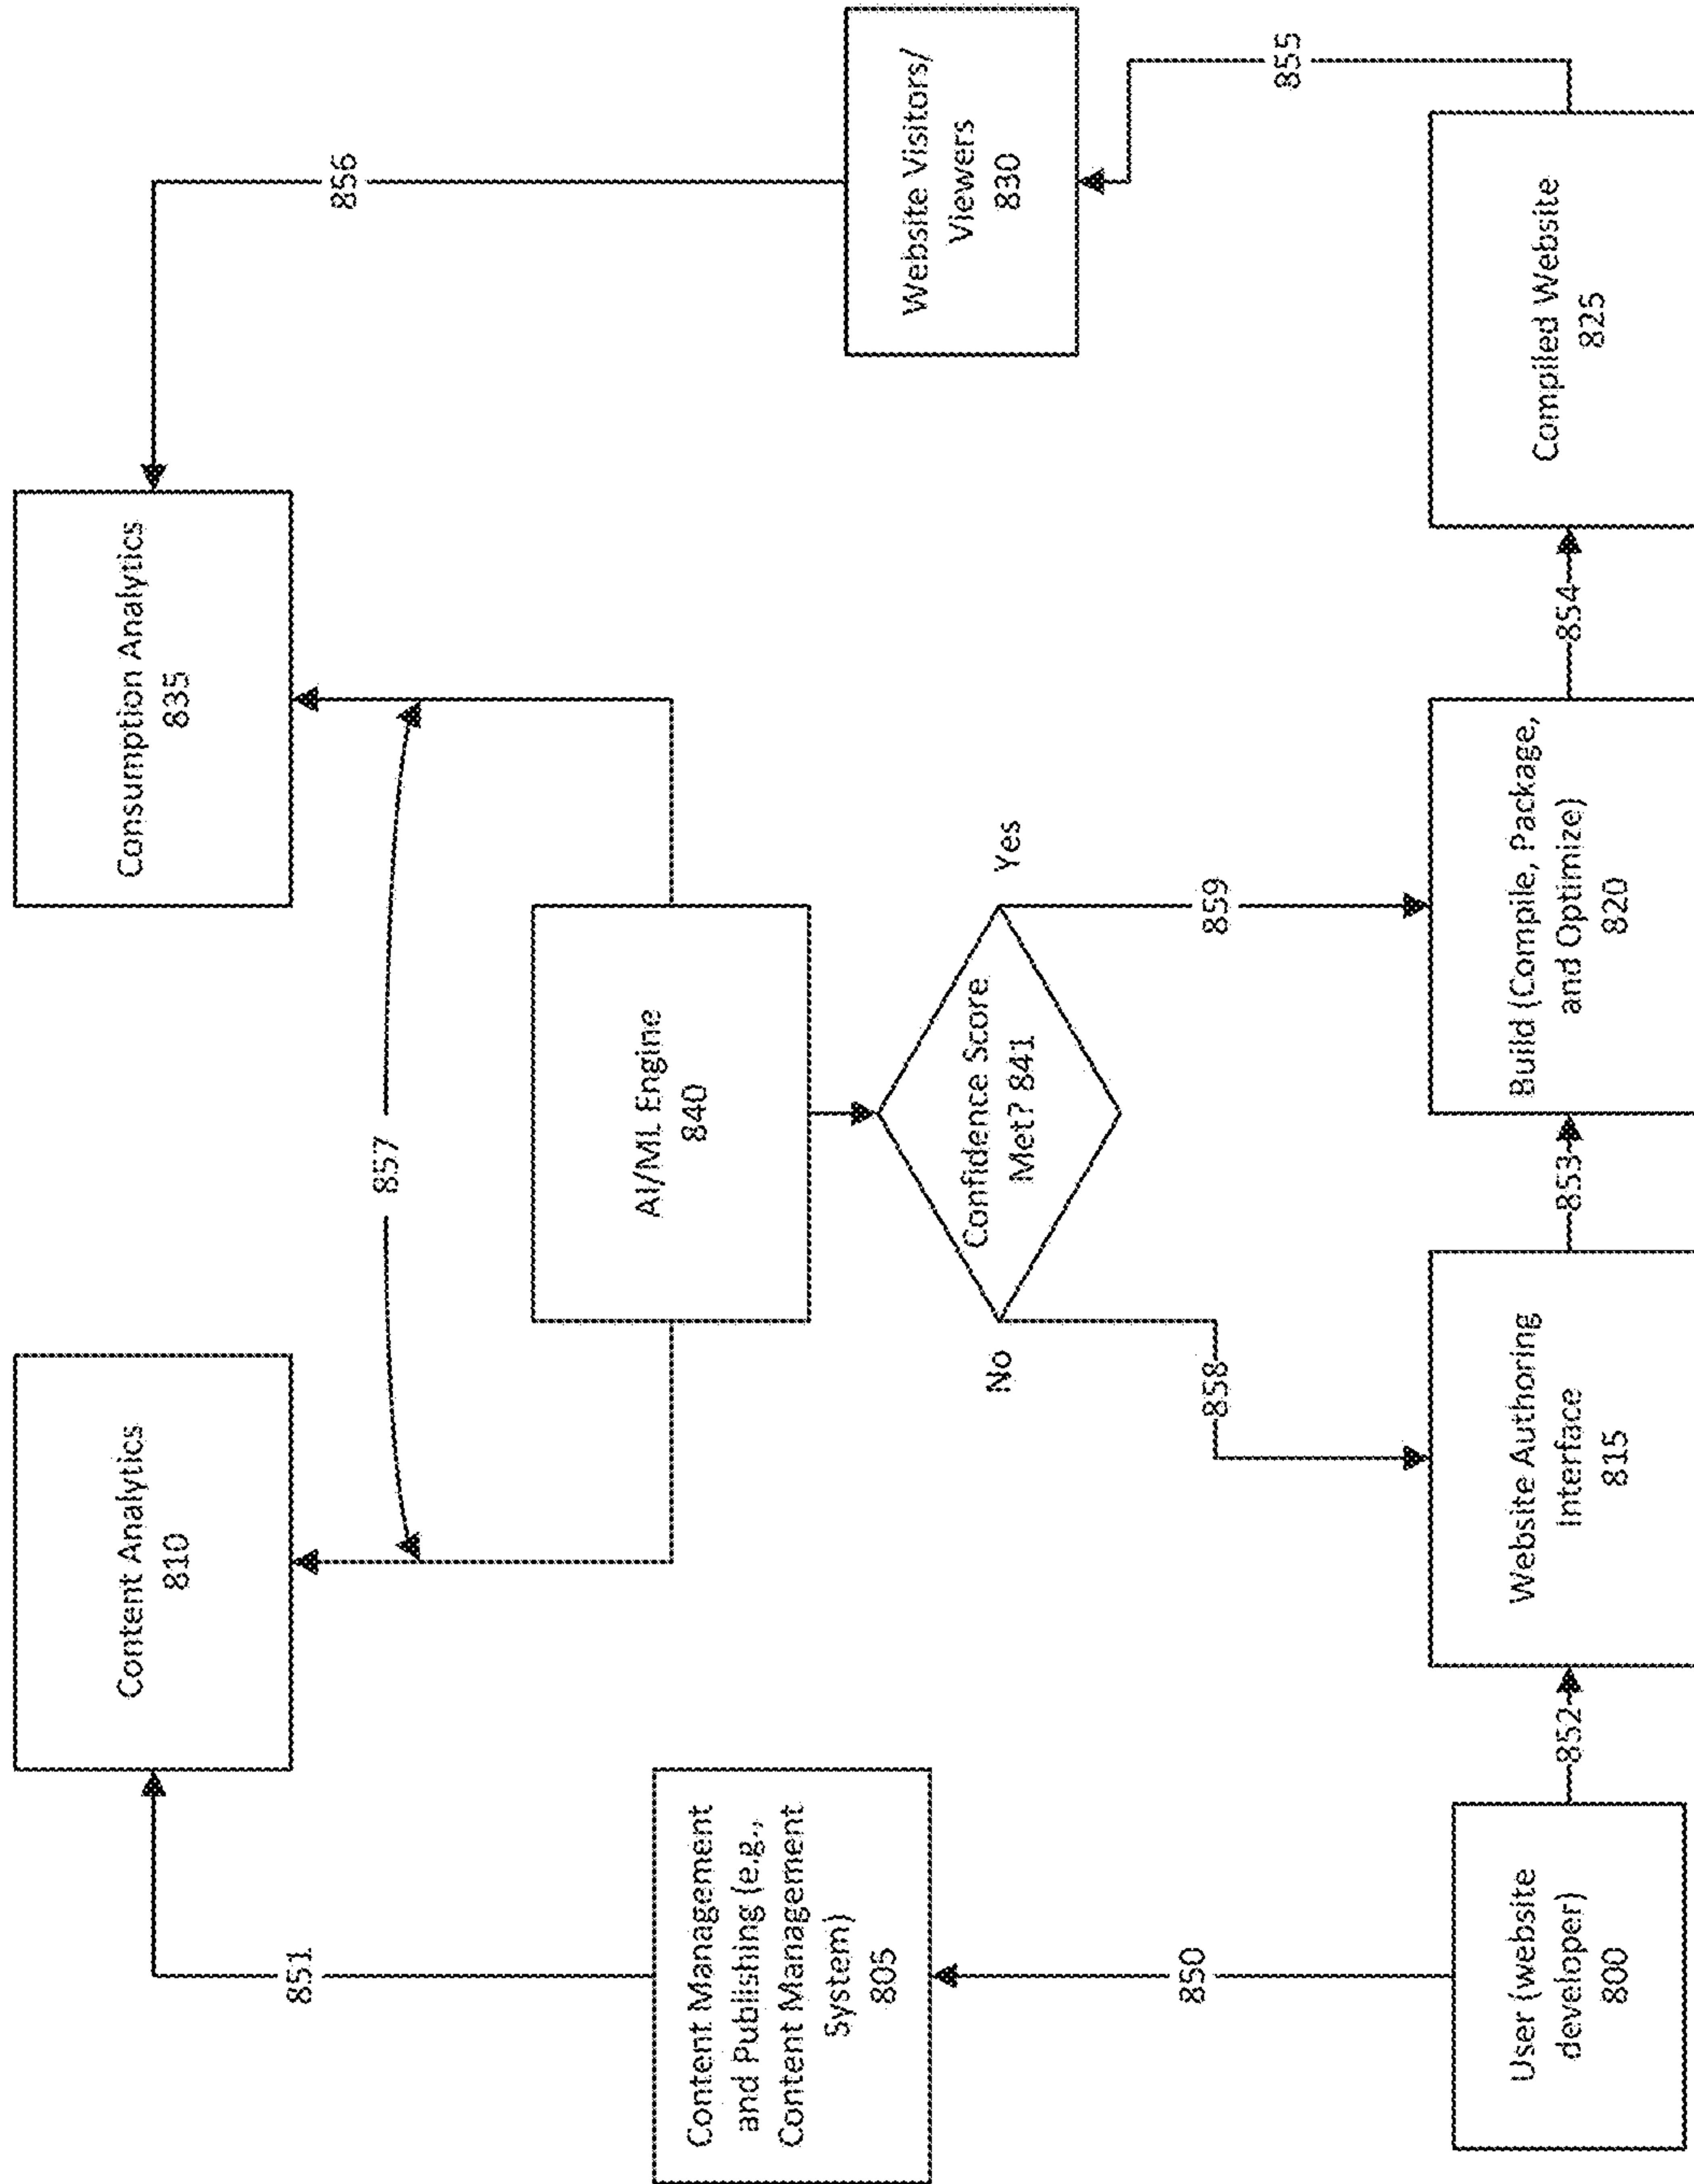 Content Analytics
810
Consumption Analytics
835
851
857
856
Content Management
and Publishing (e.g.,
Content Management
System)
805
AI/ML Engine
840
Website Visitors/
Viewers
830
No
Confidence Score
Met? 841
Yes
850
858
859
855
User (website
developer)
800
852
Website Authoring
Interface
815
853
Build (Compile, Package,
and Optimize)
820
854
Compiled Website
825